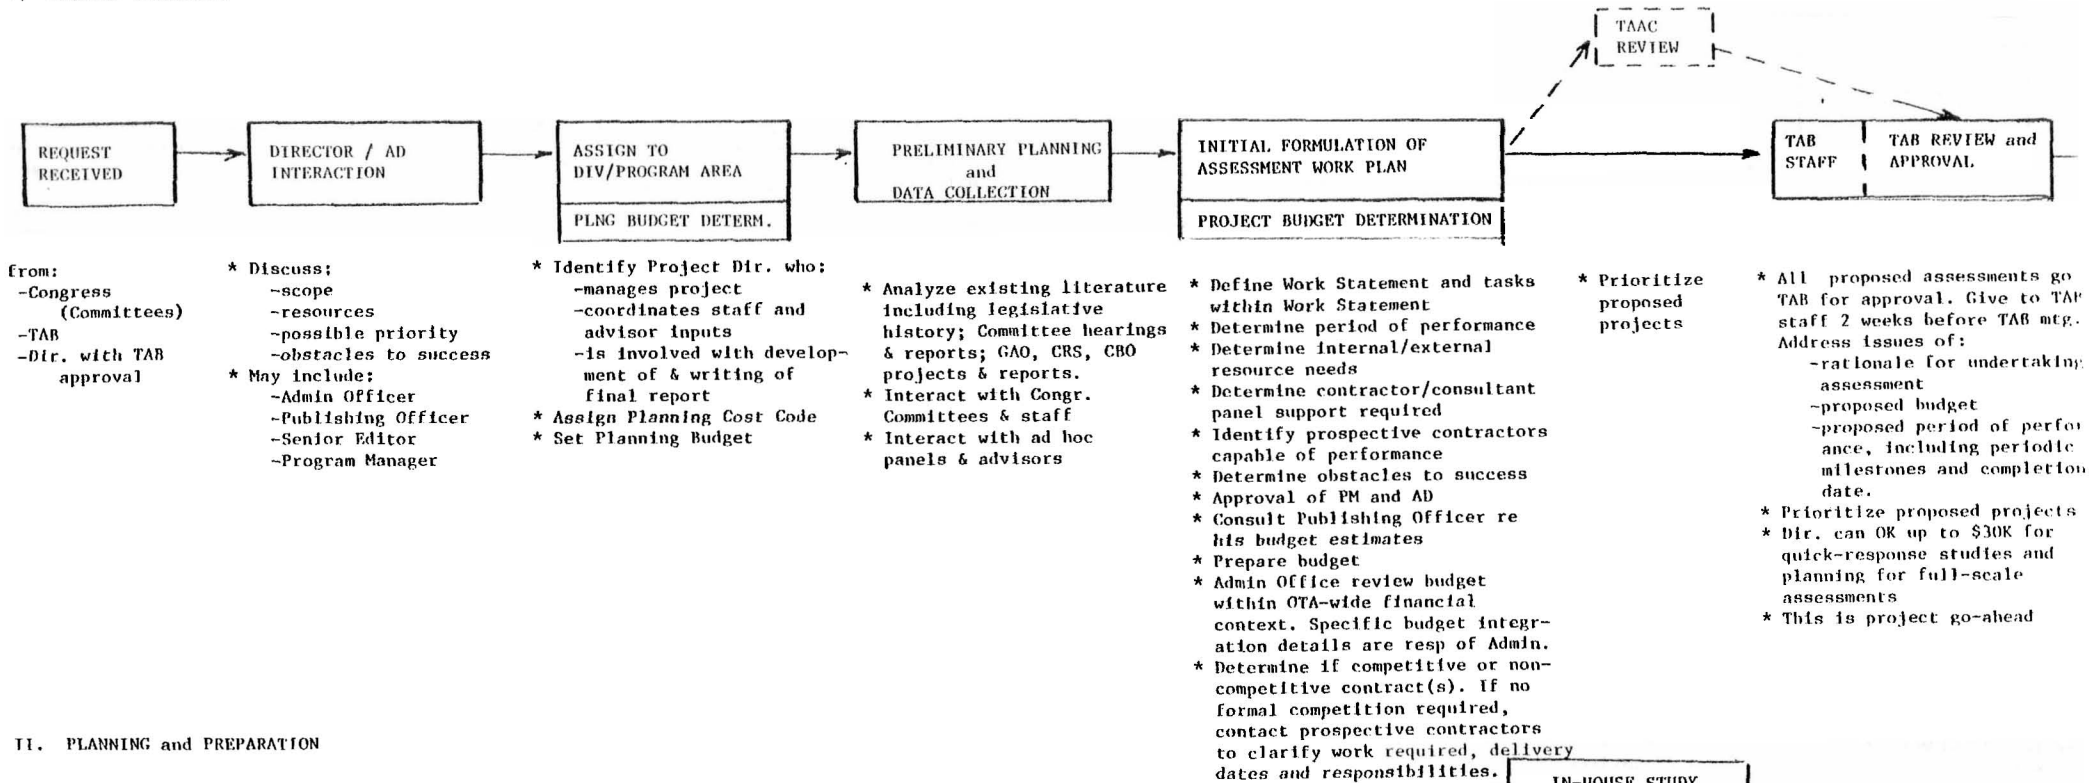 TAAC
REVIEW
REQUEST
RECEIVED
DIRECTOR / AD
INTERACTION
ASSIGN TO
DIV/PROGRAM AREA
PLNG BUDGET DETERM.
PRELIMINARY PLANNING
and
DATA COLLECTION
INITIAL FORMULATION OF
ASSESSMENT WORK PLAN
PROJECT BUDGET DETERMINATION
TAB
STAFF
TAB REVIEW and
APPROVAL
from:
-Congress
(Committees)
-TAB
-Dir. with TAB
approval
* Discuss;
-scope
-resources
-possible priority
-obstacles to success
* May include;
-Admin Officer
-Publishing Officer
-Senior Editor
-Program Manager
* Identify Project Dir. who;
-manages project
-coordinates staff and
advisor inputs
-is involved with develop-
ment of & writing of
final report
* Assign Planning Cost Code
* Set Planning Budget
* Analyze existing literature
including legislative
history; Committee hearings
& reports; GAO, CRS, CBO
projects & reports.
* Interact with Congr.
Committees & staff
* Interact with ad hoc
panels & advisors
* Define Work Statement and tasks
within Work Statement
* Determine period of performance
* Determine internal/external
resource needs
* Determine contractor/consultant
panel support required
* Identify prospective contractors
capable of performance
* Determine obstacles to success
* Approval of PM and AD
* Consult Publishing Officer re
his budget estimates
* Prepare budget
* Admin Office review budget
within OTA-wide financial
context. Specific budget integr-
ation details are resp of Admin.
* Determine if competitive or non-
competitive contract(s). If no
formal competition required,
contact prospective contractors
to clarify work required, delivery
dates and responsibilities.
* Prioritize
proposed
projects
* All proposed assessments go
TAB for approval. Give to TAB
staff 2 weeks before TAB mtg.
Address issues of:
-rationale for undertaking
assessment
-proposed budget
-proposed period of perfor
ance, including periodic
milestones and completion
date.
* Prioritize proposed projects
* Dir. can OK up to $30K for
quick-response studies and
planning for full-scale
assessments
* This is project go-ahead
II. PLANNING and PREPARATION
IN-HOUSE STUDY